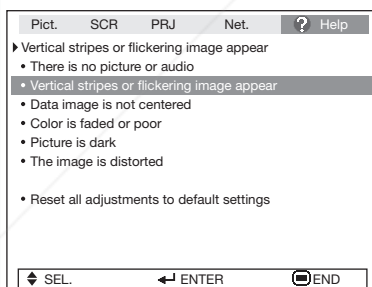 Pict. SCR PRJ Net. ? Help
Vertical stripes or flickering image appear
• There is no picture or audio
• Vertical stripes or flickering image appear
• Data image is not centered
• Color is faded or poor
• Picture is dark
• The image is distorted
• Reset all adjustments to default settings
SEL. ENTER END